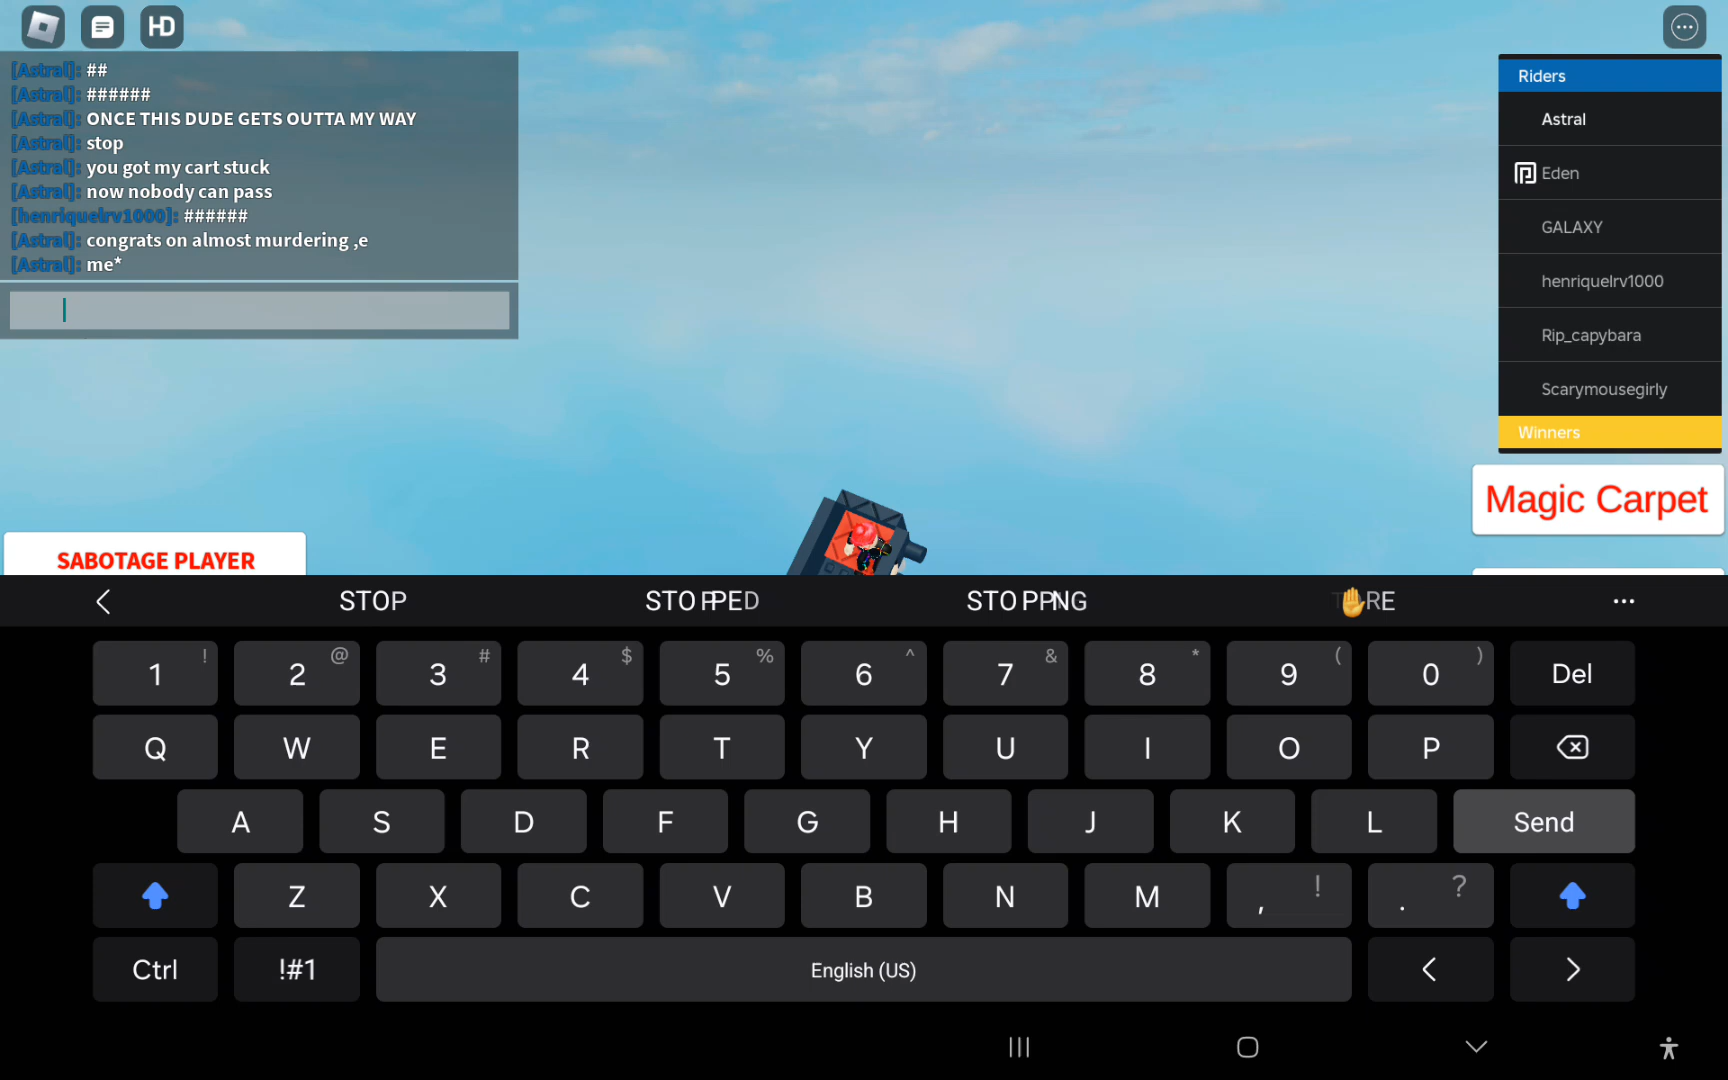 HD
[Astral]: ##
[Astral]: ######
[Astral]: ONCE THIS DUDE GETS OUTTA MY WAY
[Astral]: stop
[Astral]: you got my cart stuck
[Astral]: now nobody can pass
[henriquelrv1000]: ######
[Astral]: congrats on almost murdering ,e
[Astral]: me*
Riders
Astral
Eden
GALAXY
henriquelrv1000
Rip_capybara
Scarymousegirly
Winners
Magic Carpet
SABOTAGE PLAYER
STOP
1 ! 2 @ 3 # 4 $ 5 % 6 ^ 7 & 8 * 9 ( 0 ) Del
Q W E R T Y U I O P
A S D F G H J K L Send
Z X C V B N M , ! . ?
Ctrl !#1 English (US) < >